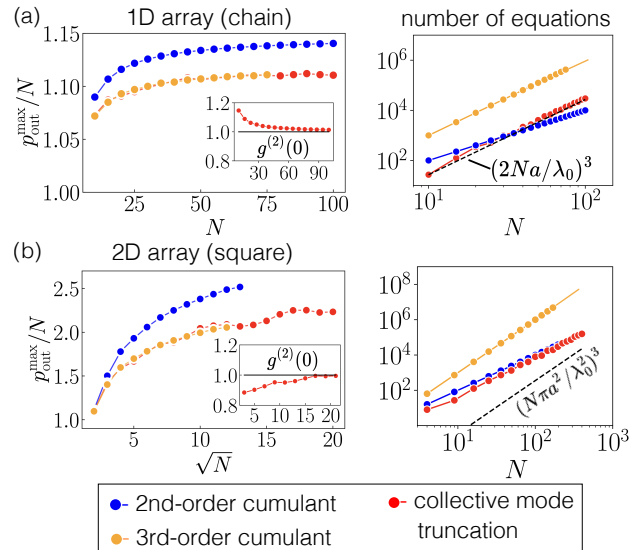 (a) 1D array (chain) number of equations
1.15
1.10
1.05
1.00
p_out^max/N
25 50 75 100
N
1.2
1.0
0.8
g^(2)(0)
30 60 90
10^6
10^4
10^2
(2Na/λ_0)^3
10^1 10^2
N
(b) 2D array (square)
2.5
2.0
1.5
1.0
p_out^max/N
5 10 15 20
√N
g^(2)(0)
1.2
1.0
0.8
5 10 15 20
10^8
10^6
10^4
10^2
(Nπa^2/λ_0^2)^3
10^1 10^2 10^3
N
2nd-order cumulant
3rd-order cumulant
collective mode
truncation